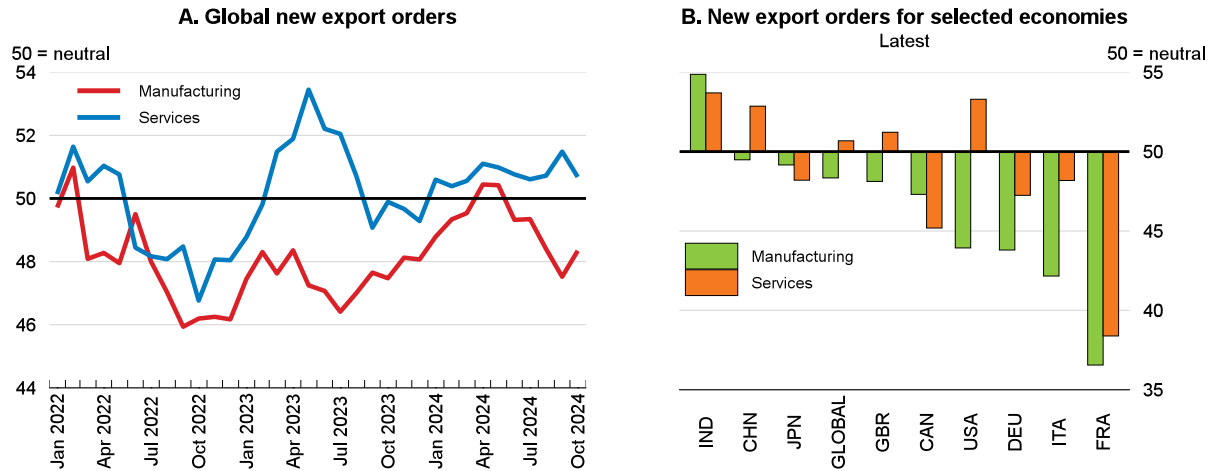 A. Global new export orders
50 = neutral
54
52
50
48
46
44
Manufacturing
Services
Jan 2022
Apr 2022
Jul 2022
Oct 2022
Jan 2023
Apr 2023
Jul 2023
Oct 2023
Jan 2024
Apr 2024
Jul 2024
Oct 2024
B. New export orders for selected economies
Latest
50 = neutral
55
50
45
40
35
Manufacturing
Services
IND
CHN
JPN
GLOBAL
GBR
CAN
USA
DEU
ITA
FRA